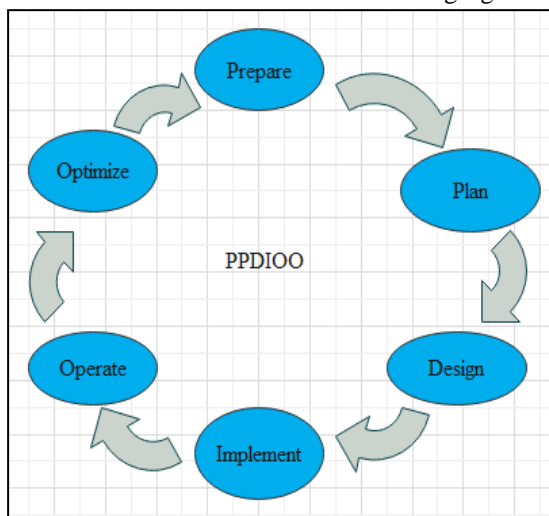 Prepare
Optimize
Plan
PPDIOO
Operate
Design
Implement